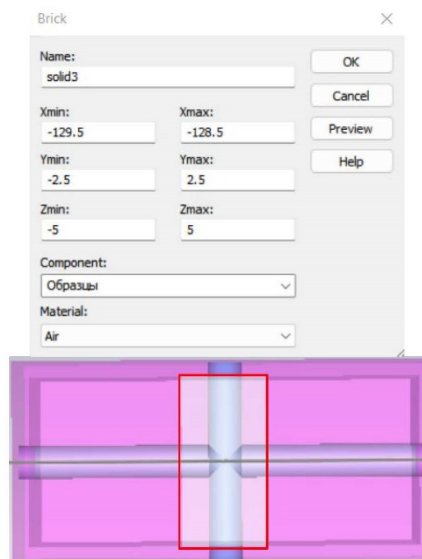 Brick
Name:
solid3
OK
Cancel
Xmin: Xmax:
-129.5 -128.5
Preview
Ymin: Ymax:
-2.5 2.5
Help
Zmin: Zmax:
-5 5
Component:
Образцы
Material:
Air